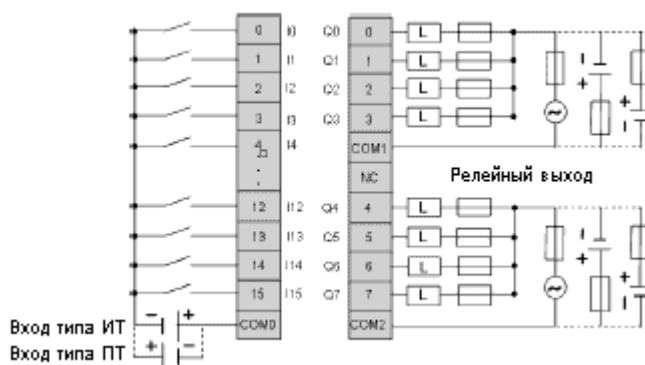 0 I0 Q0 0 L
1 I1 Q1 1 L
2 I2 Q2 2 L
3 I3 Q3 3 L
4 I4 COM1
NC Релейный выход
12 I12 Q4 4 L
13 I13 Q5 5 L
14 I14 Q6 6 L
15 I15 Q7 7 L
Вход типа ИТ − + COM0 COM2
Вход типа ПТ + −